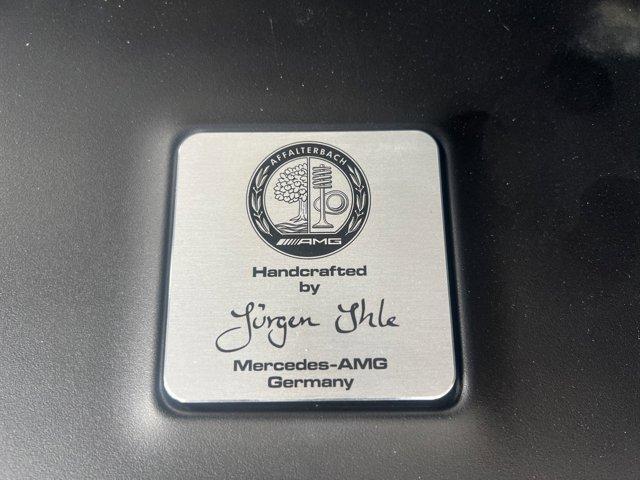 AFFALTERBACH
AMG
Handcrafted
by
Jürgen Ihle
Mercedes-AMG
Germany